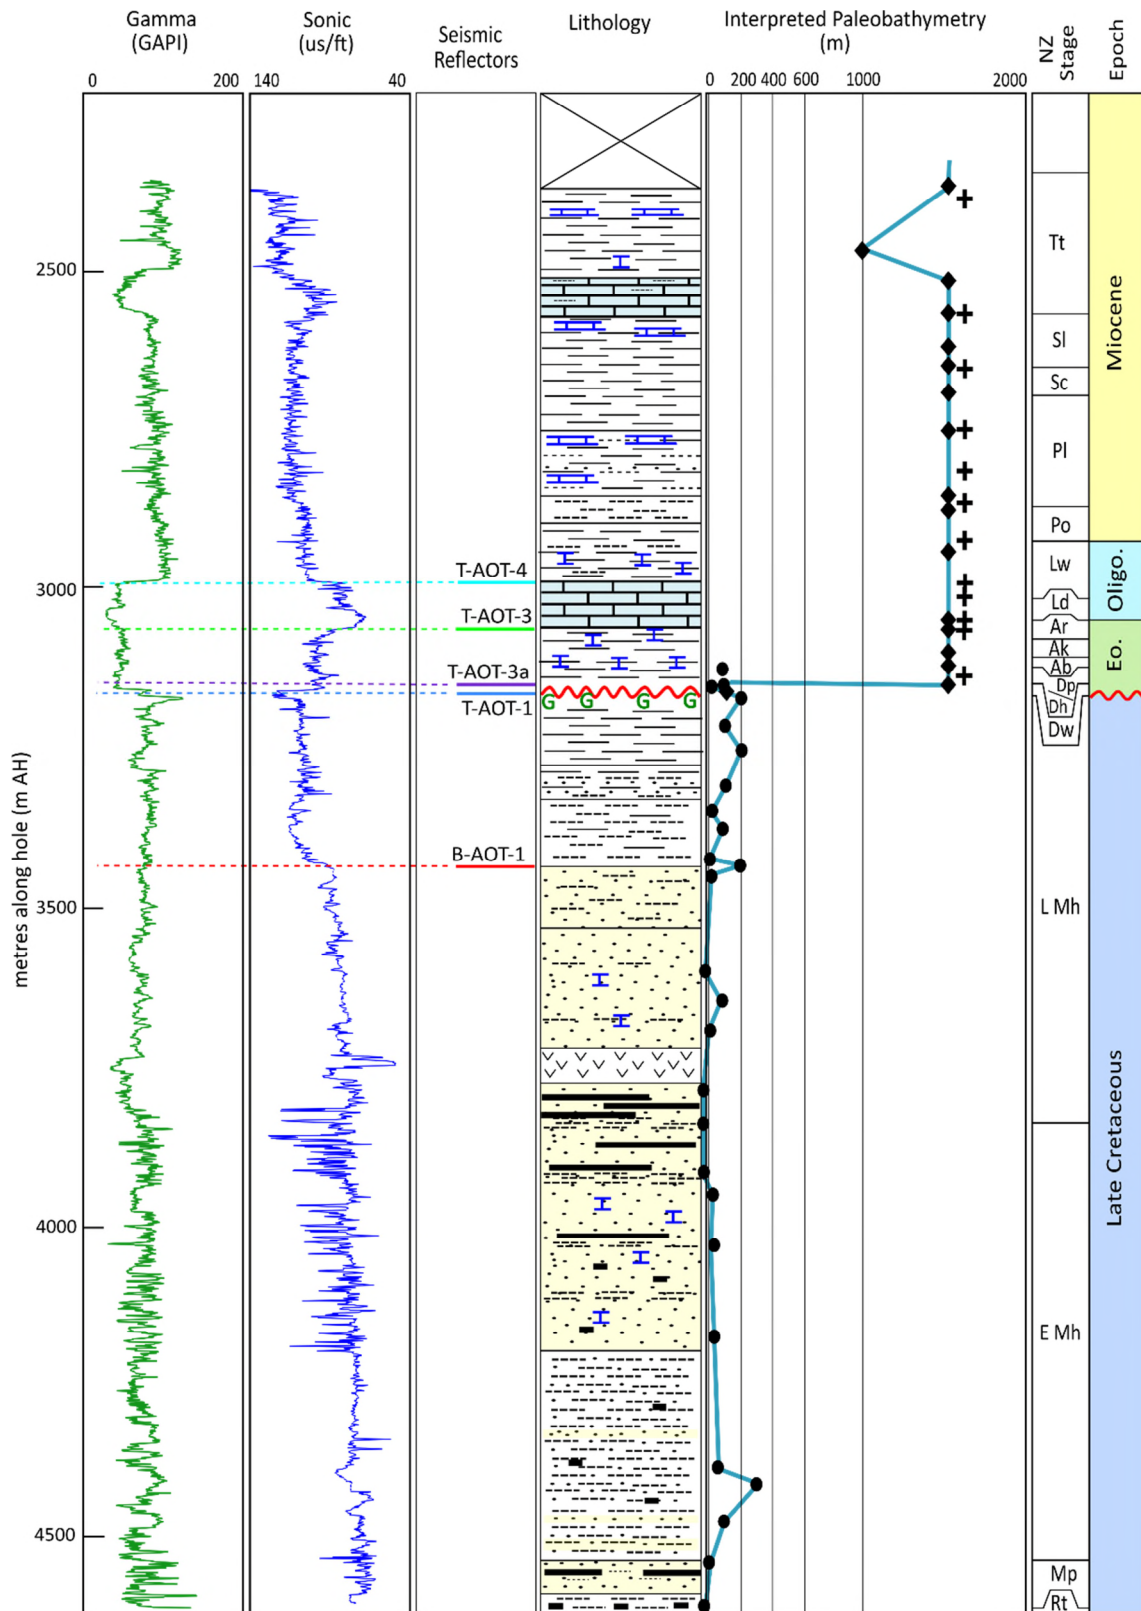 Gamma
(GAPI)
Sonic
(us/ft)
Seismic
Reflectors
Lithology
Interpreted Paleobathymetry
(m)
NZ
Stage
Epoch
0 200
140 40
0 200 400 600 1000 2000
metres along hole (m AH)
2500
3000
3500
4000
4500
T-AOT-4
T-AOT-3
T-AOT-3a
T-AOT-1
B-AOT-1
G G G G
Tt
Sl
Sc
Pl
Po
Lw
Ld
Ar
Ak
Ab
Dp
Dh
Dw
L Mh
E Mh
Mp
Rt
Miocene
Oligo.
Eo.
Late Cretaceous